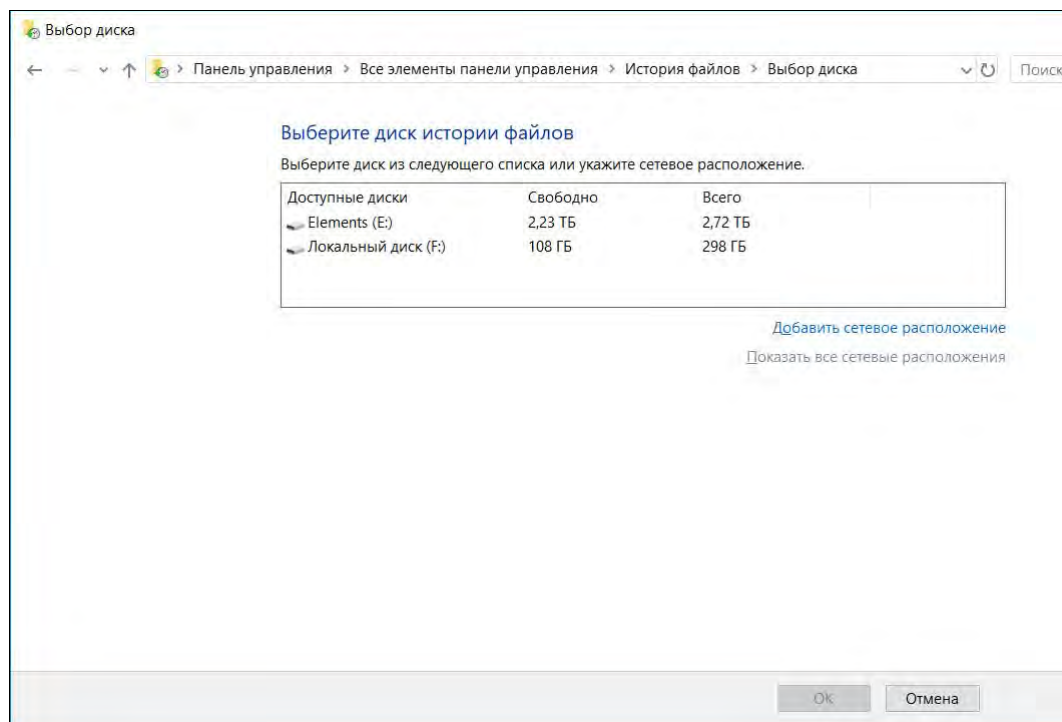 Выбор диска
Панель управления > Все элементы панели управления > История файлов > Выбор диска
Поиск
Выберите диск истории файлов
Выберите диск из следующего списка или укажите сетевое расположение.
Доступные диски Свободно Всего
Elements (E:) 2,23 ТБ 2,72 ТБ
Локальный диск (F:) 108 ГБ 298 ГБ
Добавить сетевое расположение
Показать все сетевые расположения
OK Отмена